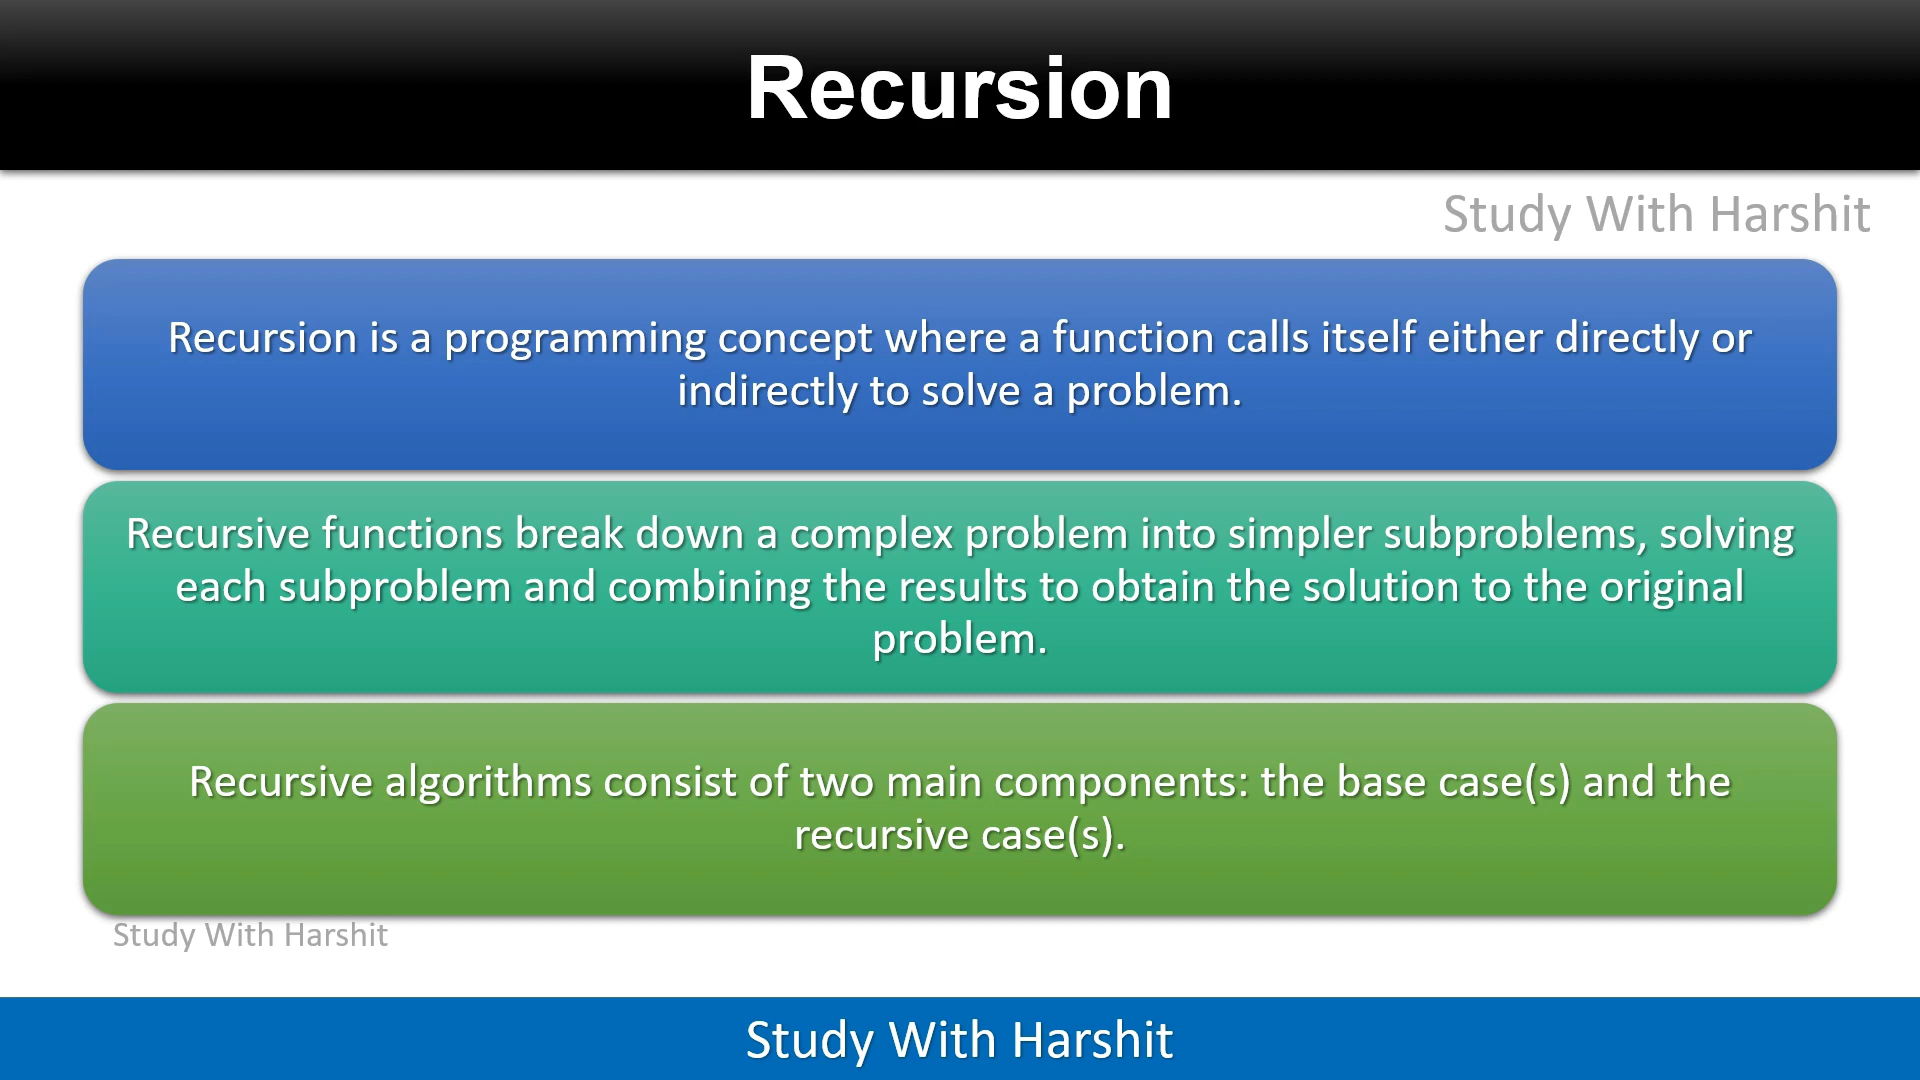 Recursion
Study With Harshit
Recursion is a programming concept where a function calls itself either directly or
indirectly to solve a problem.
Recursive functions break down a complex problem into simpler subproblems, solving
each subproblem and combining the results to obtain the solution to the original
problem.
Recursive algorithms consist of two main components: the base case(s) and the
recursive case(s).
Study With Harshit
Study With Harshit